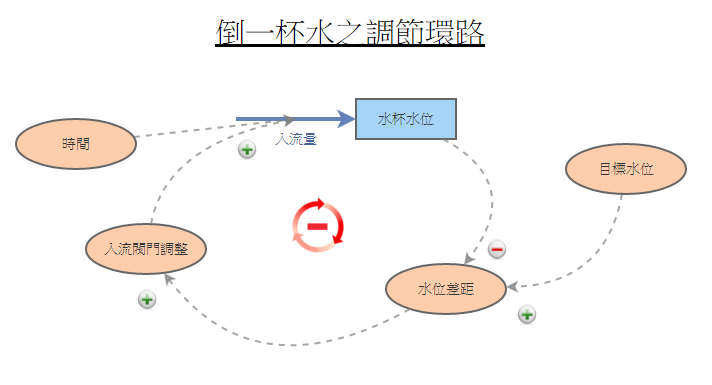 倒一杯水之調節環路
水杯水位
時間
入流量
目標水位
入流閥門調整
水位差距